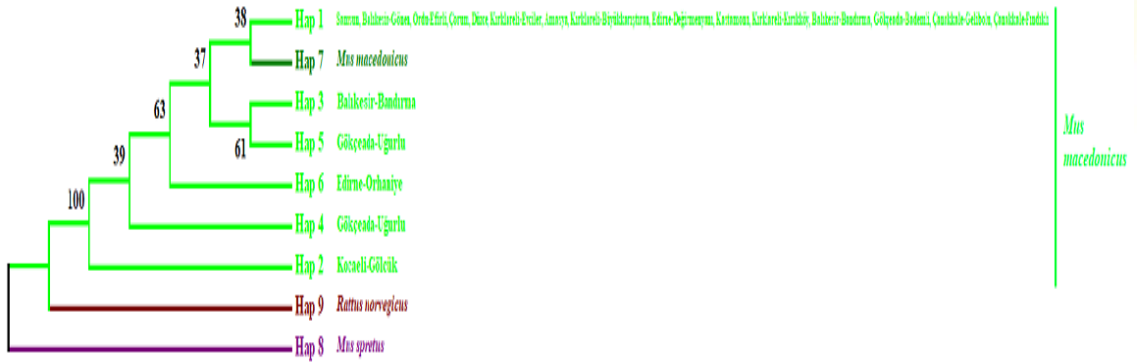 38
Hap 1 Samsun, Balıkesir-Gönen, Ordu-Efirli, Çorum, Düzce, Kırklareli-Evciler, Amasya, Kırklareli-Büyükkarıştıran, Edirne-Değirmenyanı, Kastamonu, Kırklareli-Kızılköy, Balıkesir-Bandırma, Gökçeada-Bademli, Çanakkale-Gelibolu, Çanakkale
37
Hap 7 Mus macedonicus
63
Hap 3 Balıkesir-Bandırma
61
Hap 5 Gökçeada-Uğurlu
Mus
macedonicus
39
Hap 6 Edirne-Orhaniye
100
Hap 4 Gökçeada-Uğurlu
Hap 2 Kocaeli-Gölcük
Hap 9 Rattus norvegicus
Hap 8 Mus spretus